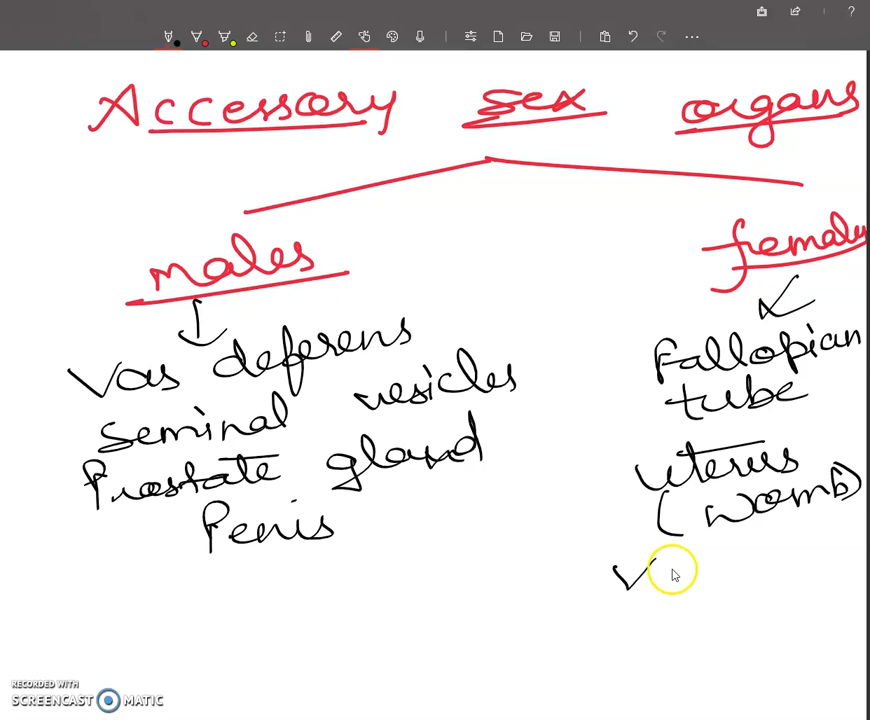 Accessory sex organs
males
female
Vas deferens
Seminal vesicles
Prostate gland
Penis
Fallopian
tube
Uterus
(womb)
V
RECORDED WITH
SCREENCAST MATIC